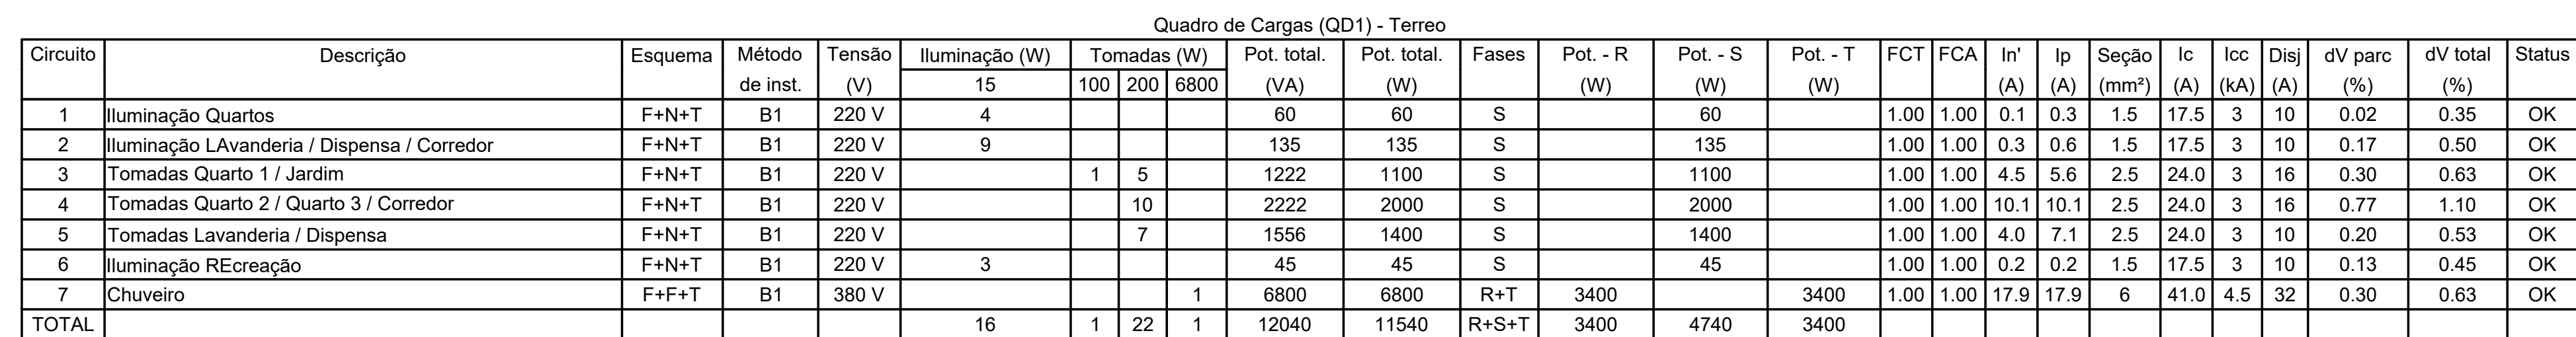 Quadro de Cargas (QD1) - Terreo
Circuito Descrição Esquema Método Tensão Iluminação (W) Tomadas (W) Pot. total. Pot. total. Fases Pot. - R Pot. - S Pot. - T FCT FCA In' Ip Seção Ic Icc Disj dV parc dV total Status
de inst. (V) 15 100 200 6800 (VA) (W) (W) (W) (W) (A) (A) (mm²) (A) (kA) (A) (%) (%)
1 Iluminação Quartos F+N+T B1 220 V 4 60 60 S 60 1.00 1.00 0.1 0.3 1.5 17.5 3 10 0.02 0.35 OK
2 Iluminação LAvanderia / Dispensa / Corredor F+N+T B1 220 V 9 135 135 S 135 1.00 1.00 0.3 0.6 1.5 17.5 3 10 0.17 0.50 OK
3 Tomadas Quarto 1 / Jardim F+N+T B1 220 V 1 5 1222 1100 S 1100 1.00 1.00 4.5 5.6 2.5 24.0 3 16 0.30 0.63 OK
4 Tomadas Quarto 2 / Quarto 3 / Corredor F+N+T B1 220 V 10 2222 2000 S 2000 1.00 1.00 10.1 10.1 2.5 24.0 3 16 0.77 1.10 OK
5 Tomadas Lavanderia / Dispensa F+N+T B1 220 V 7 1556 1400 S 1400 1.00 1.00 4.0 7.1 2.5 24.0 3 10 0.20 0.53 OK
6 Iluminação REcreação F+N+T B1 220 V 3 45 45 S 45 1.00 1.00 0.2 0.2 1.5 17.5 3 10 0.13 0.45 OK
7 Chuveiro F+F+T B1 380 V 1 6800 6800 R+T 3400 3400 1.00 1.00 17.9 17.9 6 41.0 4.5 32 0.30 0.63 OK
TOTAL 16 1 22 1 12040 11540 R+S+T 3400 4740 3400